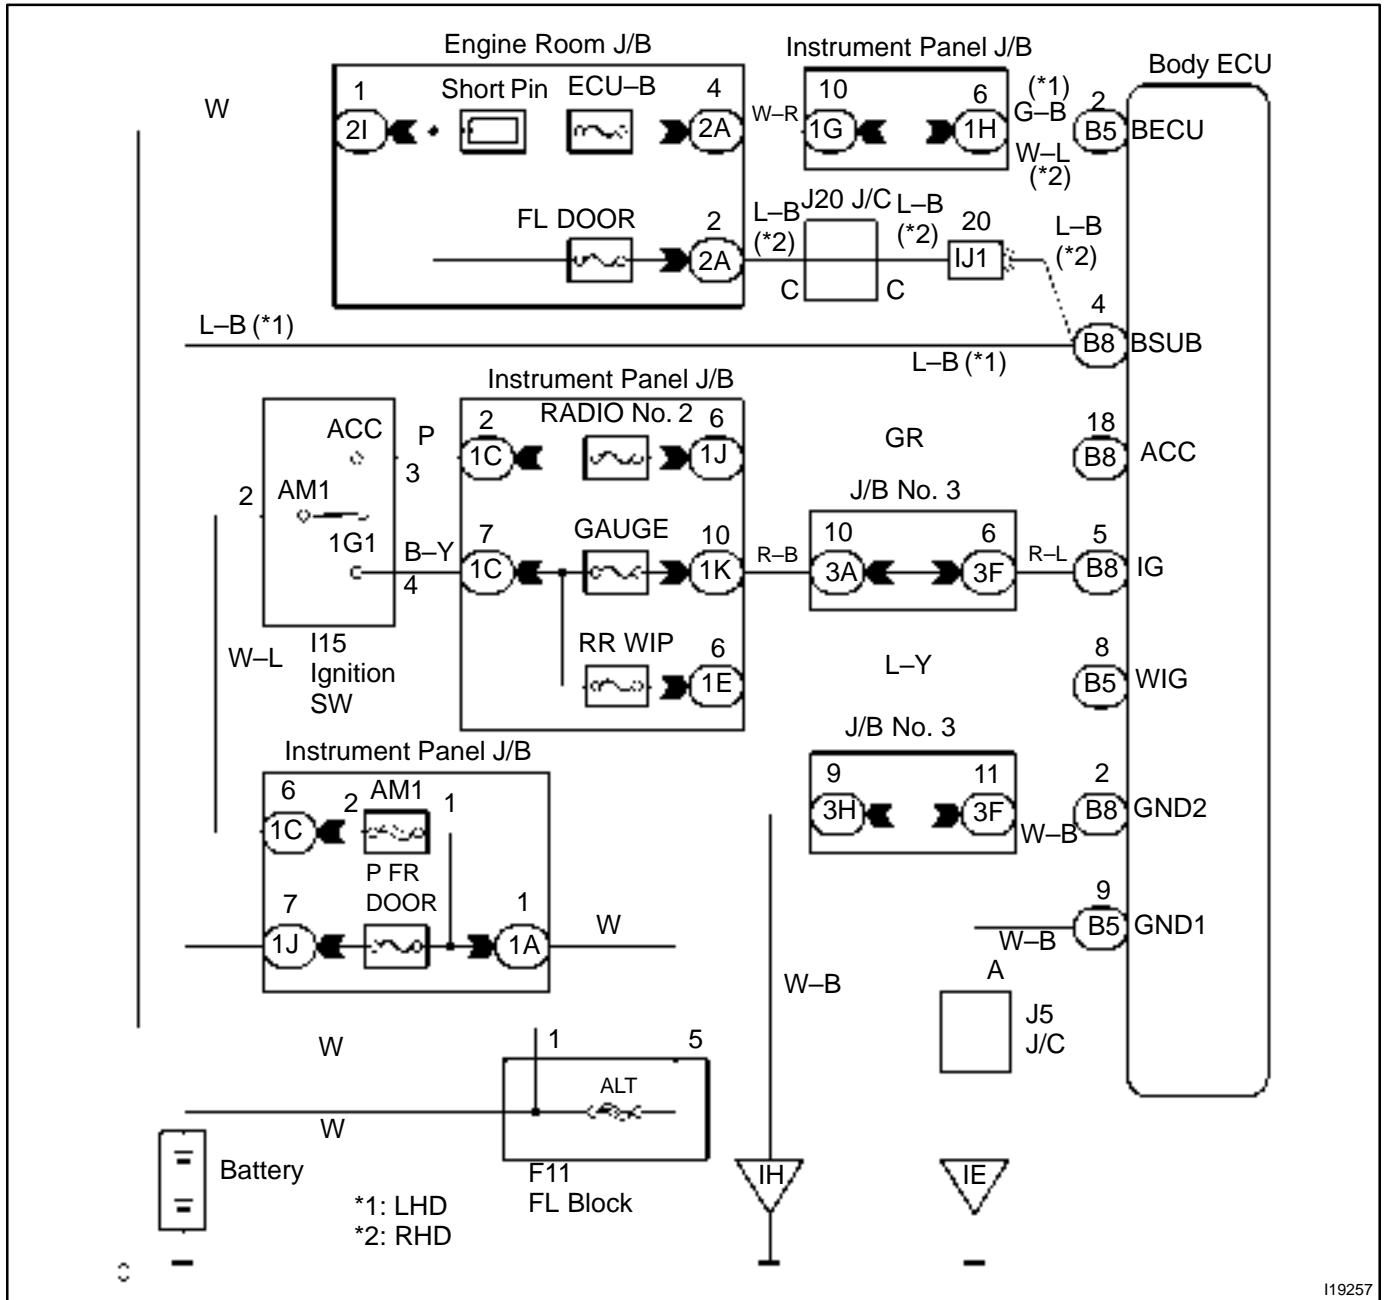 Engine Room J/B
Instrument Panel J/B
Body ECU
W
1
Short Pin
ECU–B
4
10
6
(*1)
G–B
2
2I
2A
W–R
1G
1H
B5
BECU
W–L
(*2)
FL DOOR
2
2A
L–B
(*2)
J20 J/C
C
C
L–B
(*2)
20
IJ1
L–B
(*2)
L–B (*1)
L–B (*1)
4
B8
BSUB
Instrument Panel J/B
ACC
P
3
2
1C
RADIO No. 2
6
1J
GR
18
B8
ACC
2
AM1
1G1
B–Y
4
7
1C
GAUGE
10
1K
R–B
J/B No. 3
10
3A
6
3F
R–L
5
B8
IG
W–L
I15
Ignition
SW
RR WIP
6
1E
L–Y
8
B5
WIG
Instrument Panel J/B
6
1C
2
AM1
1
J/B No. 3
9
3H
11
3F
W–B
2
B8
GND2
P FR
DOOR
7
1J
1
1A
W
W–B
9
B5
GND1
W–B
A
J5
J/C
W
1
5
ALT
W
F11
FL Block
Battery
*1: LHD
*2: RHD
IH
IE
I19257